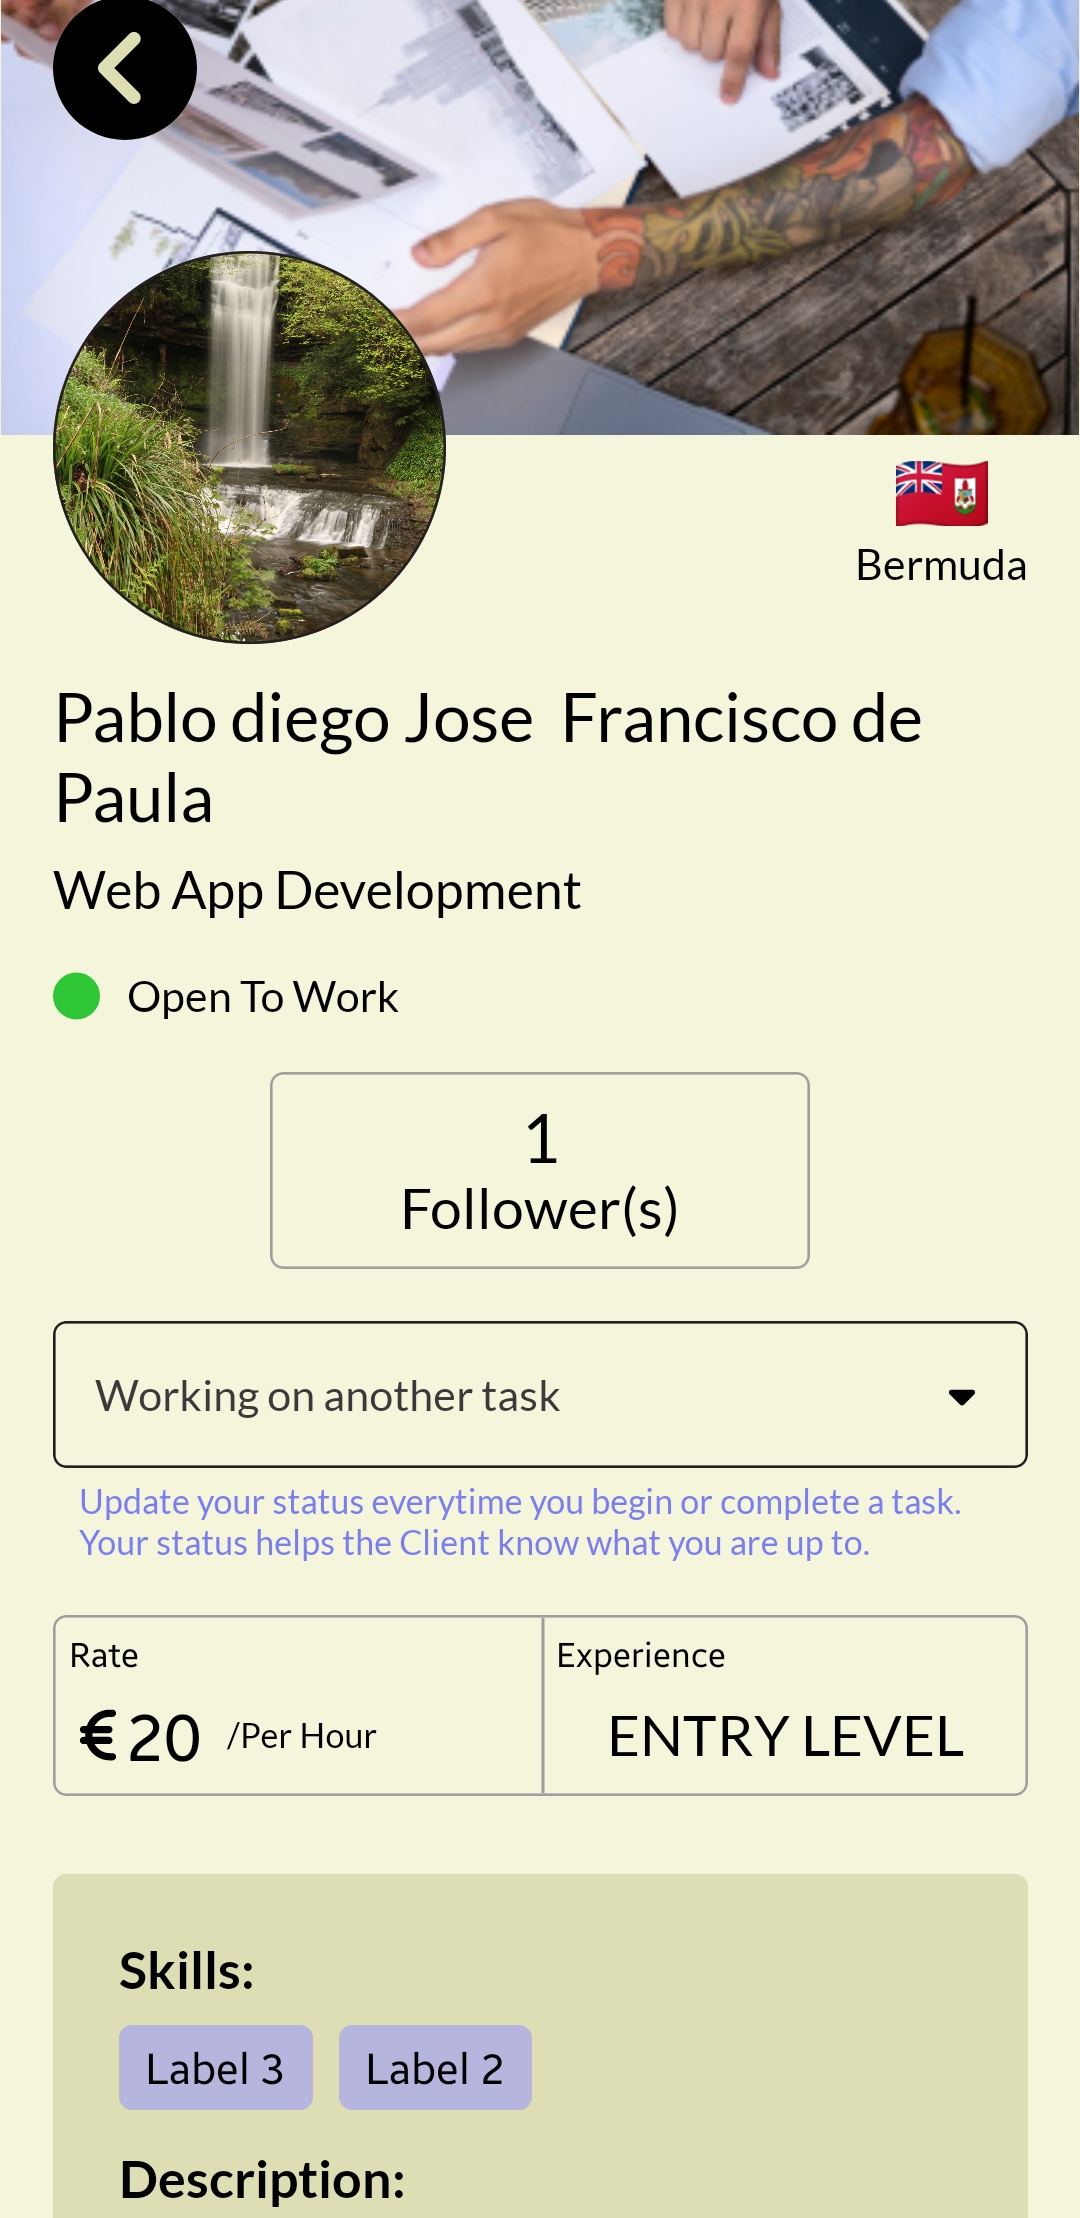 Bermuda
Pablo diego Jose  Francisco de
Paula
Web App Development
Open To Work
1
Follower(s)
Working on another task
Update your status everytime you begin or complete a task.
Your status helps the Client know what you are up to.
Rate
€ 20 /Per Hour
Experience
ENTRY LEVEL
Skills:
Label 3
Label 2
Description: